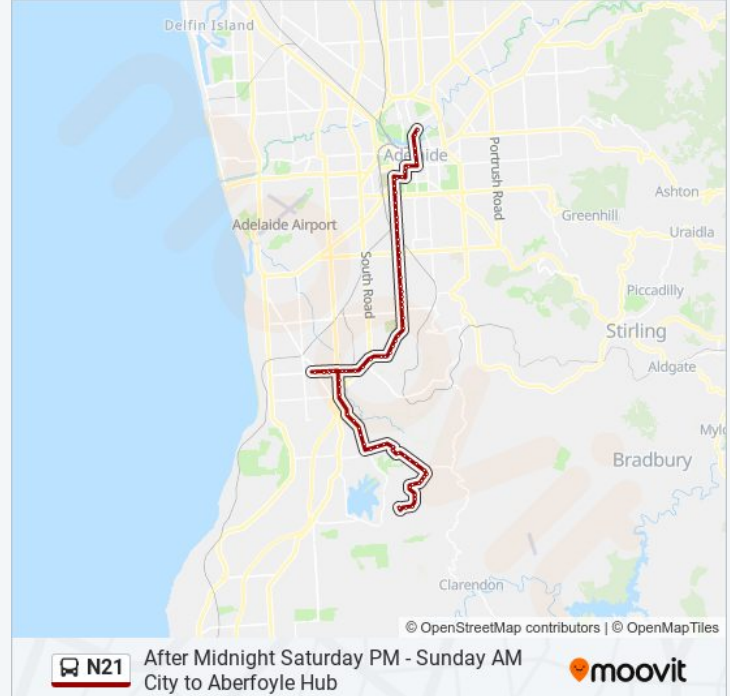 Delfin Island
Adelaide
Portrush Road
Ashton
Greenhill
Uraidla
Adelaide Airport
South Road
Piccadilly
Stirling
Aldgate
Bradbury
Clarendon
© OpenStreetMap contributors | © OpenMapTiles
N21
After Midnight Saturday PM - Sunday AM
City to Aberfoyle Hub
moovit